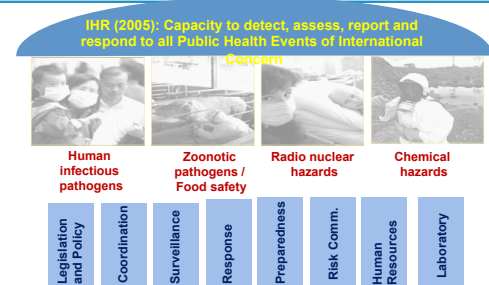 IHR (2005): Capacity to detect, assess, report and
respond to all Public Health Events of International
Concern
Human
infectious
pathogens
Zoonotic
pathogens /
Food safety
Radio nuclear
hazards
Chemical
hazards
Legislation
and Policy
Coordination
Surveillance
Response
Preparedness
Risk Comm.
Human
Resources
Laboratory